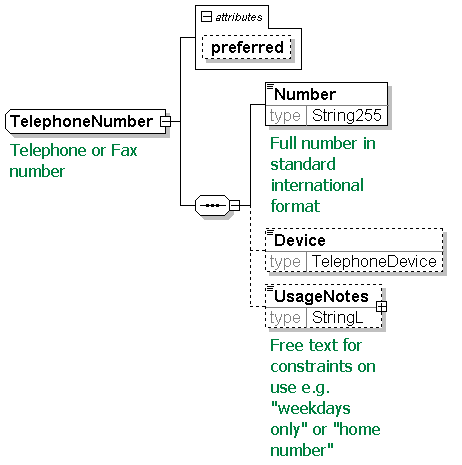 attributes
preferred
TelephoneNumber
Telephone or Fax
number
Number
type String255
Full number in
standard
international
format
Device
type TelephoneDevice
UsageNotes
type StringL
Free text for
constraints on
use e.g.
"weekdays
only" or "home
number"